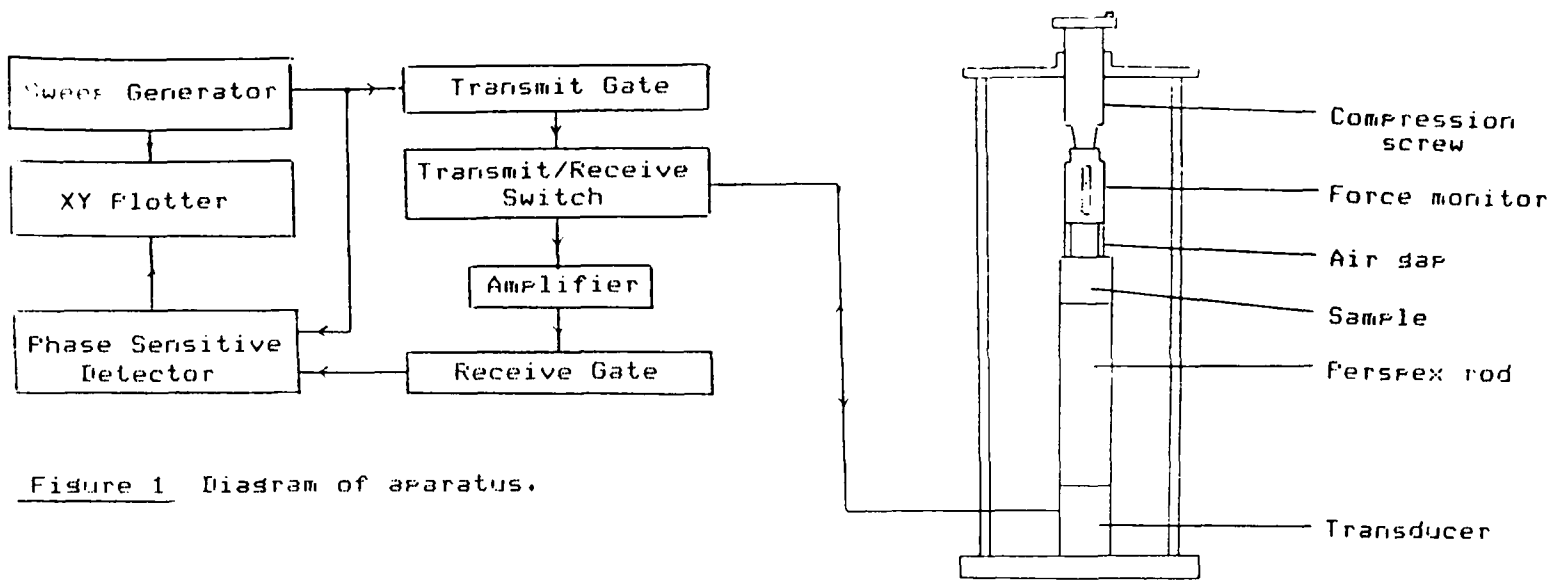 Sweep Generator
XY Plotter
Phase Sensitive
Detector
Transmit Gate
Transmit/Receive
Switch
Amplifier
Receive Gate
Compression
screw
Force monitor
Air gap
Sample
Perspex rod
Transducer
Figure 1 Diagram of aparatus.